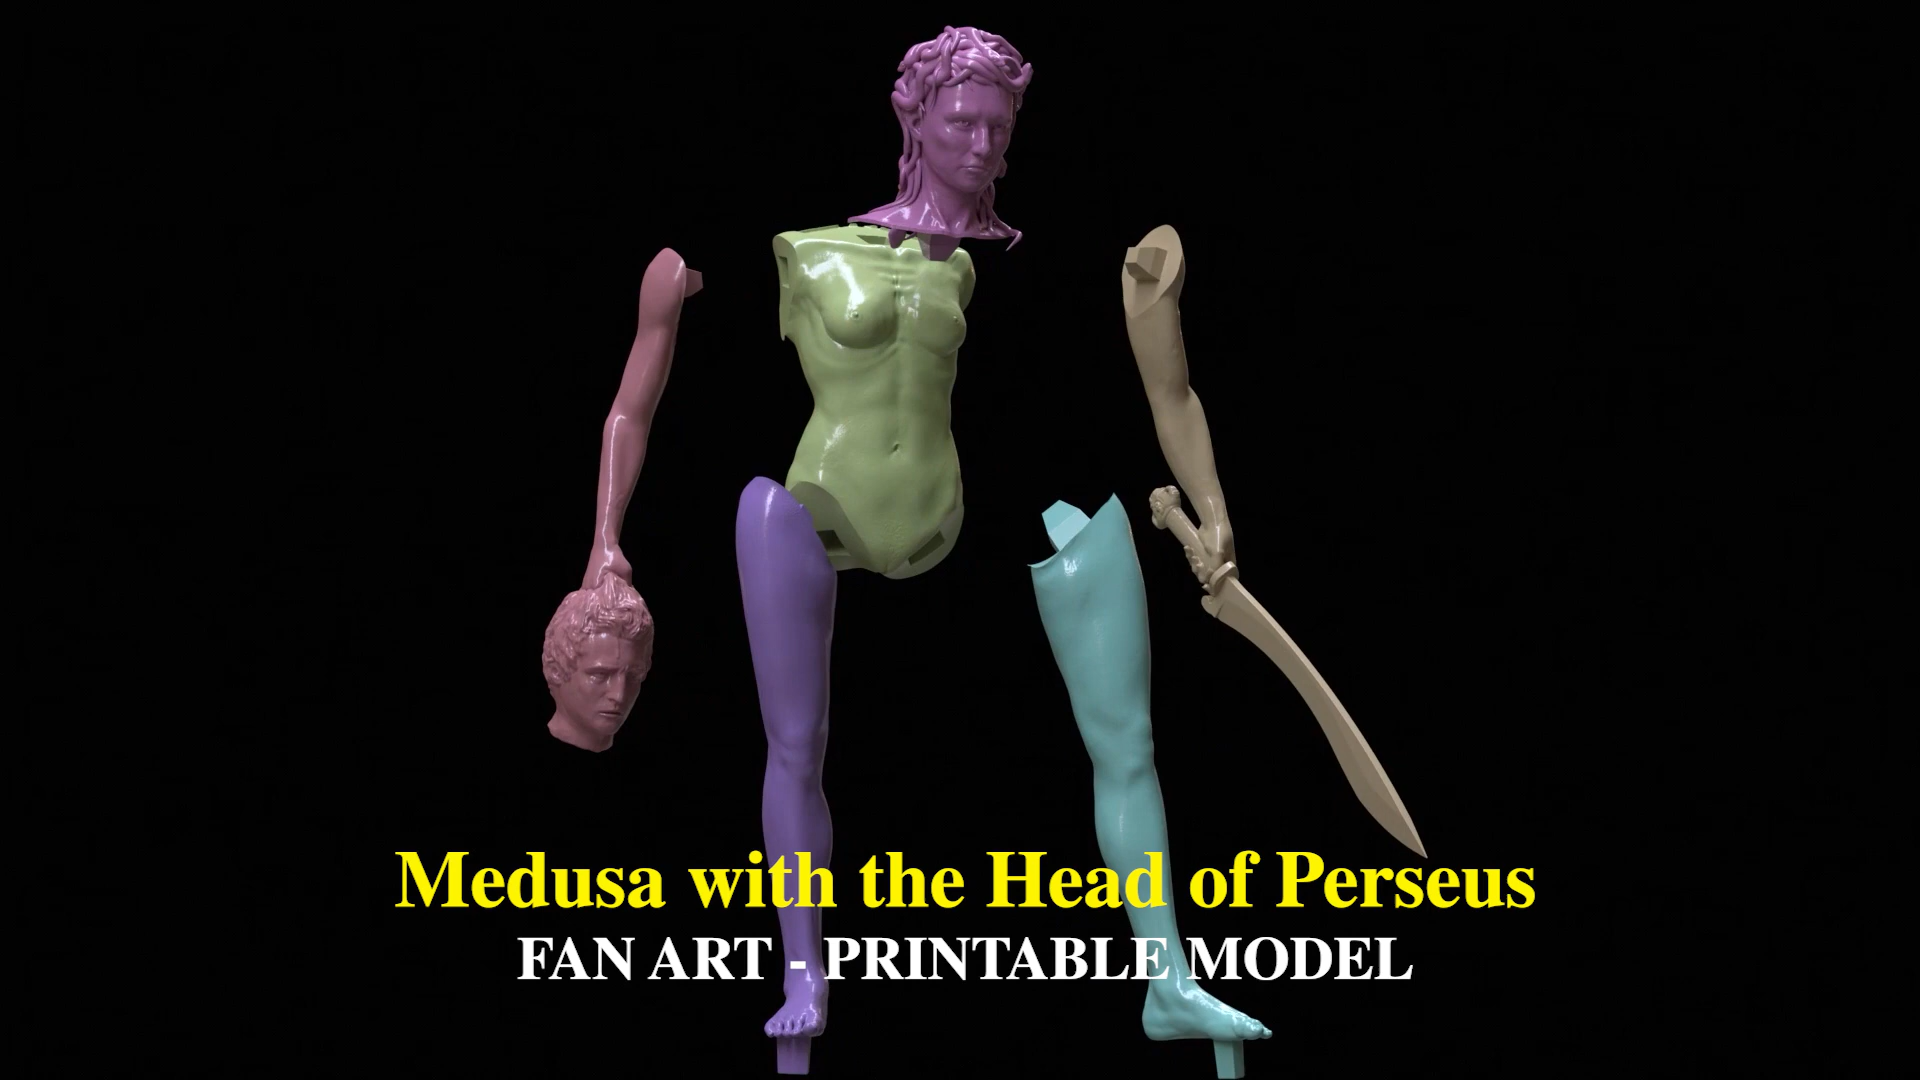 Medusa with the Head of Perseus
FAN ART - PRINTABLE MODEL